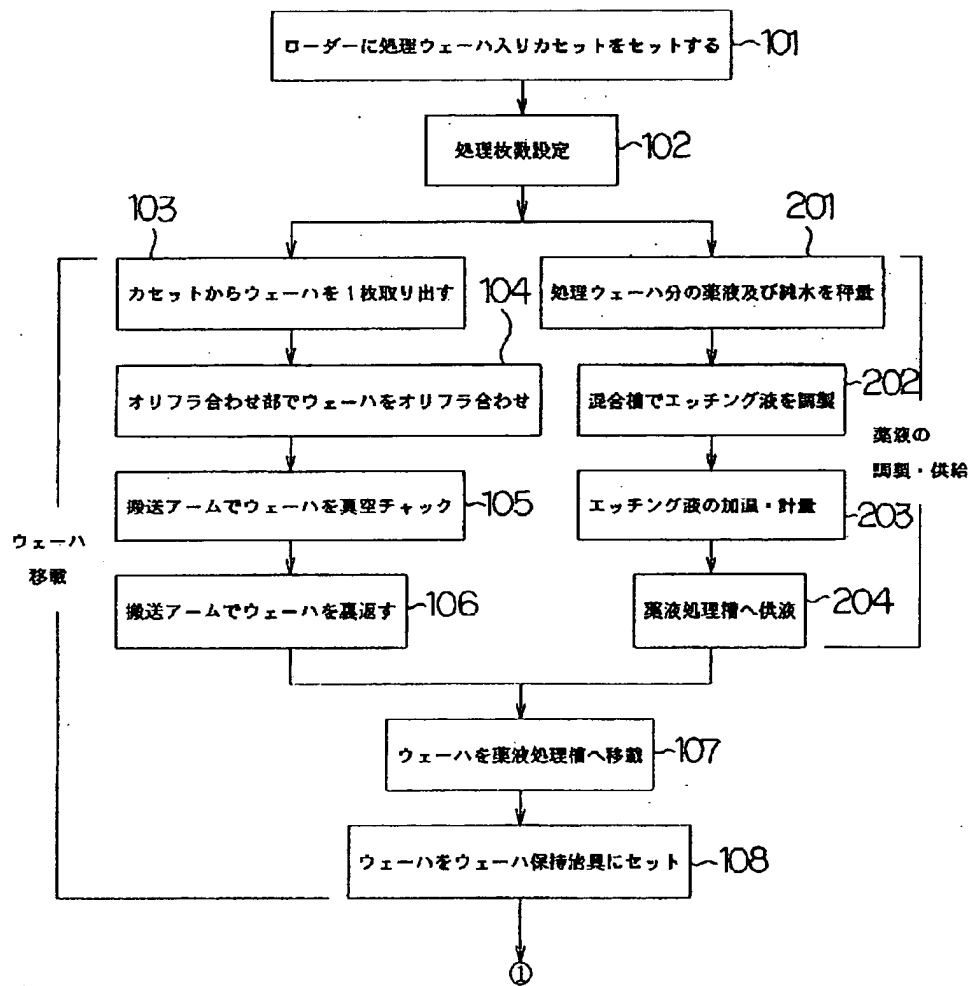 ローダーに処理ウェーハ入りカセットをセットする
101
処理枚数設定
102
103
201
カセットからウェーハを1枚取り出す
104
処理ウェーハ分の薬液及び純水を秤量
オリフラ合わせ部でウェーハをオリフラ合わせ
混合槽でエッチング液を調製
202
薬液の
調製・供給
搬送アームでウェーハを真空チャック
105
エッチング液の加温・計量
203
ウェーハ
移載
搬送アームでウェーハを裏返す
106
薬液処理槽へ供液
204
ウェーハを薬液処理槽へ移載
107
ウェーハをウェーハ保持治具にセット
108
①